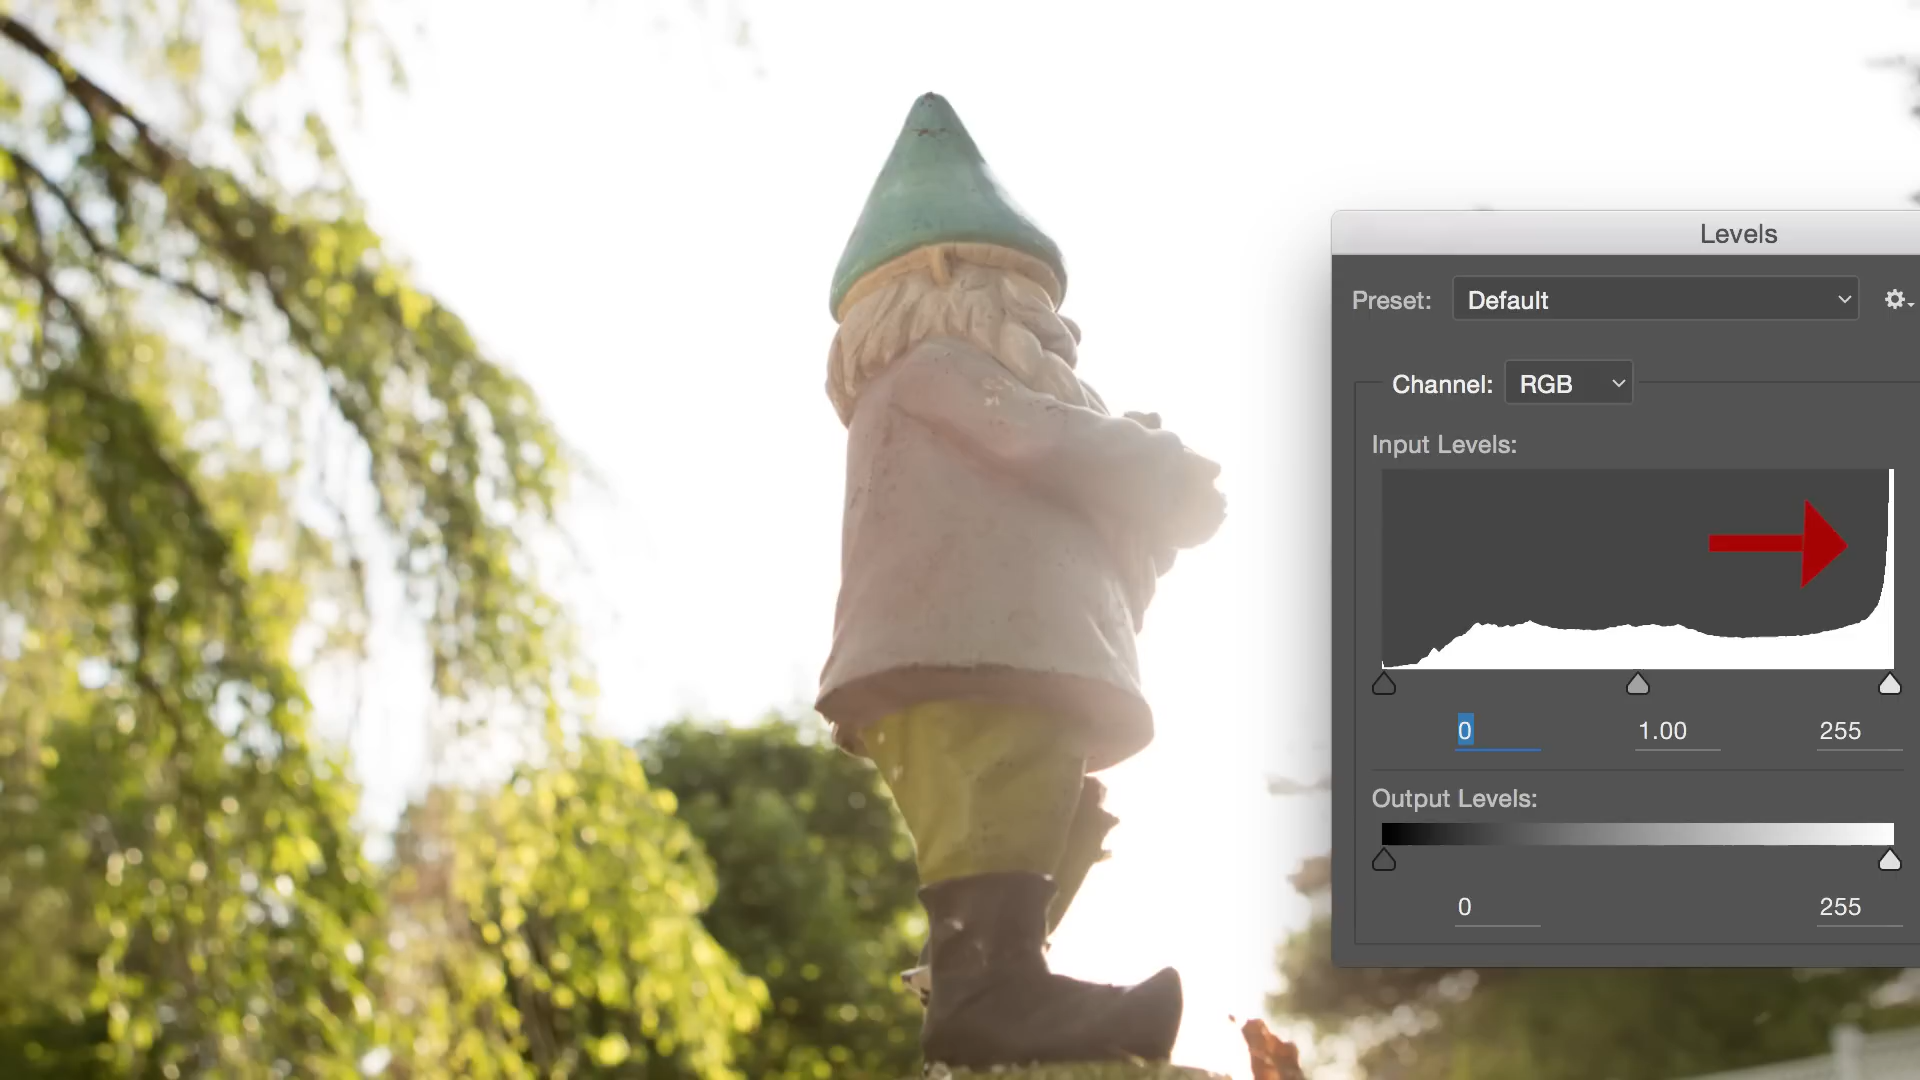 Levels
Preset: Default
Channel: RGB
Input Levels:
0 1.00 255
Output Levels:
0 255